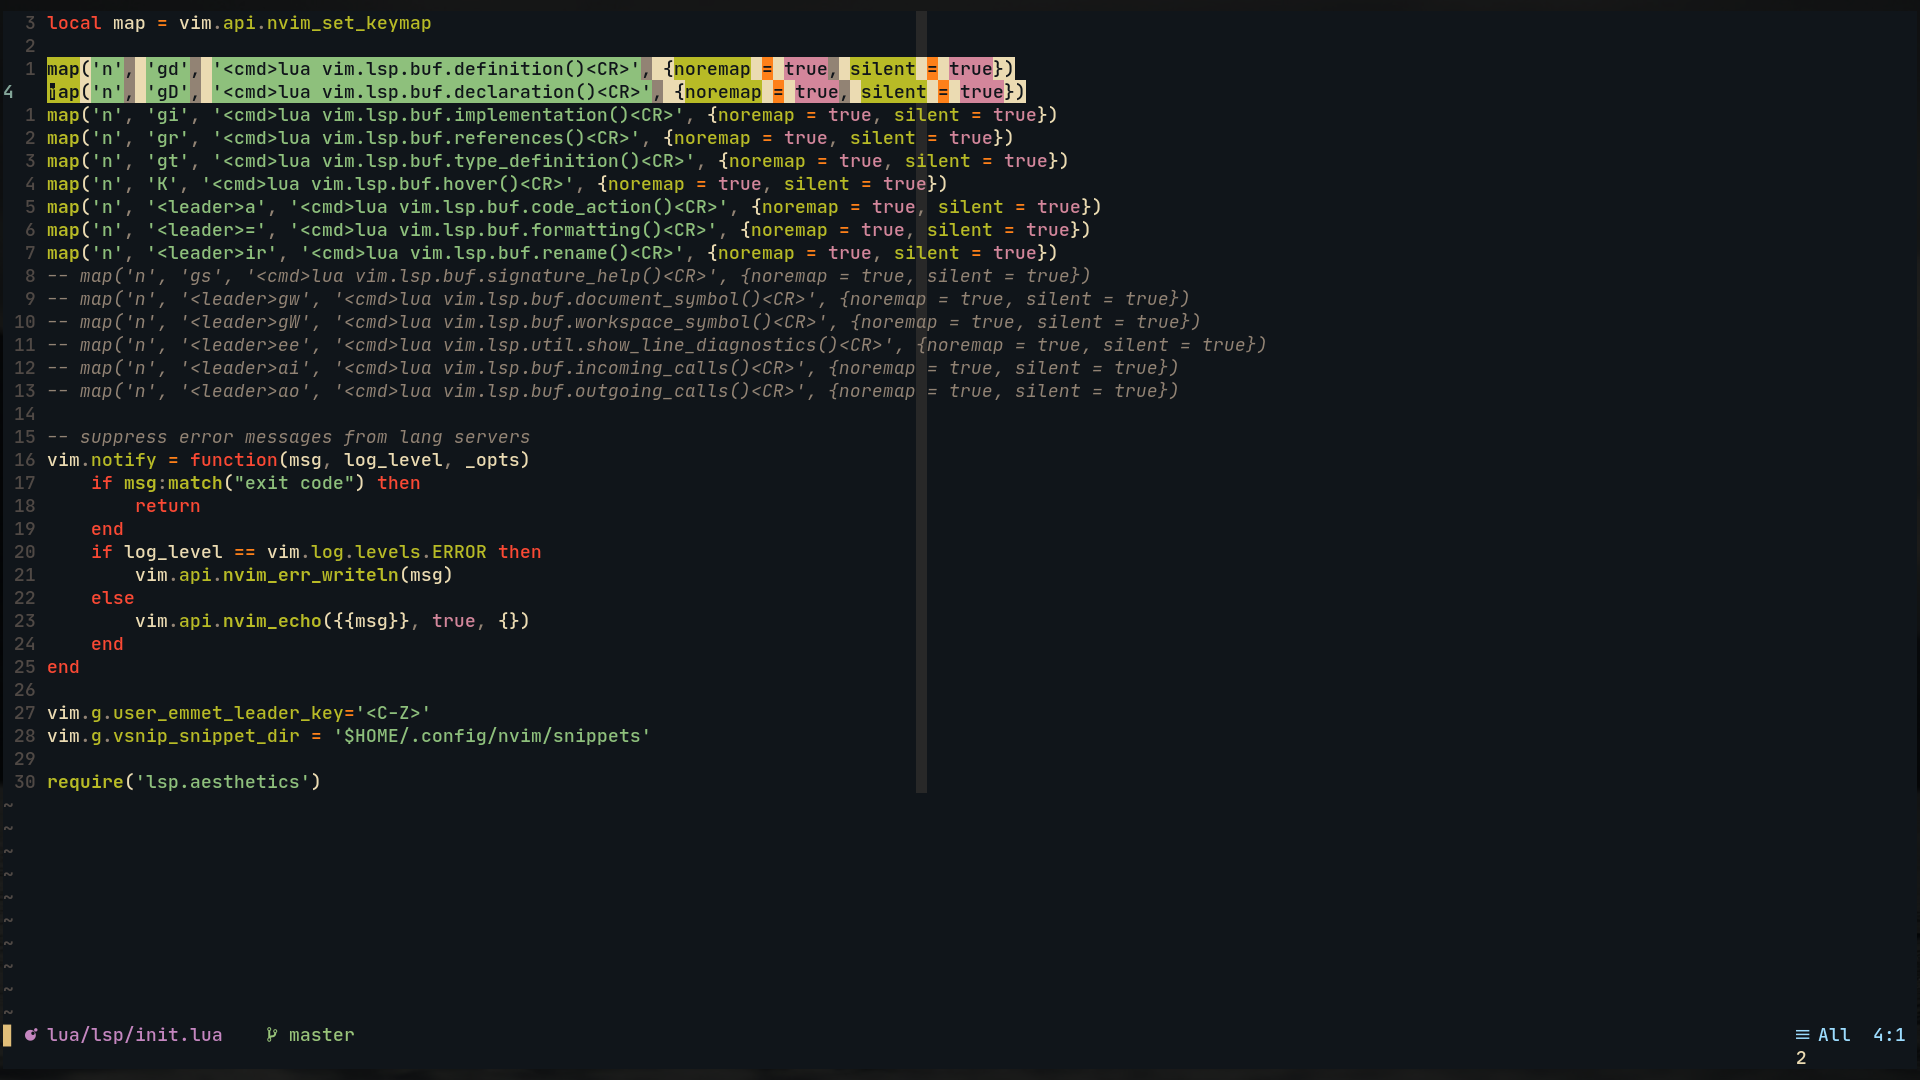 3 local map = vim.api.nvim_set_keymap
2
1 map('n', 'gd', '<cmd>lua vim.lsp.buf.definition()<CR>', {noremap = true, silent = true})
4 map('n', 'gD', '<cmd>lua vim.lsp.buf.declaration()<CR>', {noremap = true, silent = true})
1 map('n', 'gi', '<cmd>lua vim.lsp.buf.implementation()<CR>', {noremap = true, silent = true})
2 map('n', 'gr', '<cmd>lua vim.lsp.buf.references()<CR>', {noremap = true, silent = true})
3 map('n', 'gt', '<cmd>lua vim.lsp.buf.type_definition()<CR>', {noremap = true, silent = true})
4 map('n', 'K', '<cmd>lua vim.lsp.buf.hover()<CR>', {noremap = true, silent = true})
5 map('n', '<leader>a', '<cmd>lua vim.lsp.buf.code_action()<CR>', {noremap = true, silent = true})
6 map('n', '<leader>=', '<cmd>lua vim.lsp.buf.formatting()<CR>', {noremap = true, silent = true})
7 map('n', '<leader>ir', '<cmd>lua vim.lsp.buf.rename()<CR>', {noremap = true, silent = true})
8 -- map('n', 'gs', '<cmd>lua vim.lsp.buf.signature_help()<CR>', {noremap = true, silent = true})
9 -- map('n', '<leader>gw', '<cmd>lua vim.lsp.buf.document_symbol()<CR>', {noremap = true, silent = true})
10 -- map('n', '<leader>gW', '<cmd>lua vim.lsp.buf.workspace_symbol()<CR>', {noremap = true, silent = true})
11 -- map('n', '<leader>ee', '<cmd>lua vim.lsp.util.show_line_diagnostics()<CR>', {noremap = true, silent = true})
12 -- map('n', '<leader>ai', '<cmd>lua vim.lsp.buf.incoming_calls()<CR>', {noremap = true, silent = true})
13 -- map('n', '<leader>ao', '<cmd>lua vim.lsp.buf.outgoing_calls()<CR>', {noremap = true, silent = true})
14
15 -- suppress error messages from lang servers
16 vim.notify = function(msg, log_level, _opts)
17     if msg:match("exit code") then
18         return
19     end
20     if log_level == vim.log.levels.ERROR then
21         vim.api.nvim_err_writeln(msg)
22     else
23         vim.api.nvim_echo({{msg}}, true, {})
24     end
25 end
26
27 vim.g.user_emmet_leader_key='<C-Z>'
28 vim.g.vsnip_snippet_dir = '$HOME/.config/nvim/snippets'
29
30 require('lsp.aesthetics')
~
~
~
~
~
~
~
~
~
~
lua/lsp/init.lua master All 4:1
2